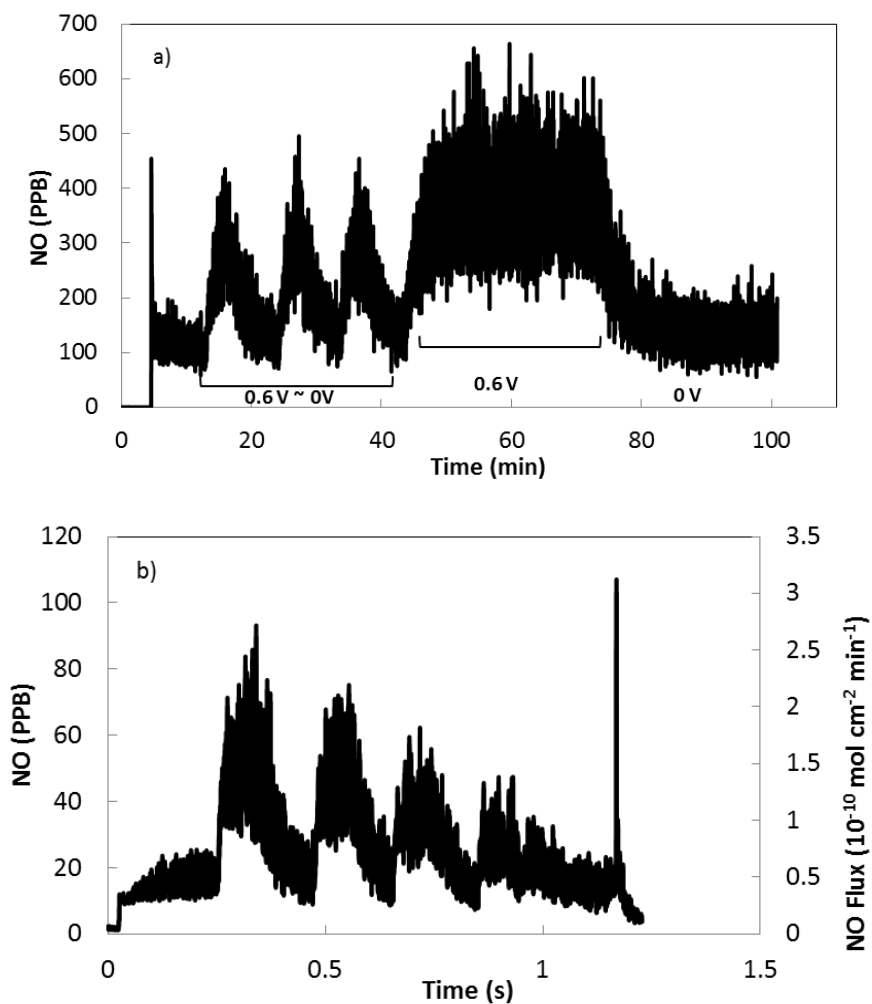 a)
700
600
500
400
300
200
100
0
NO (PPB)
0.6 V ~ 0V
0.6 V
0 V
0 20 40 60 80 100
Time (min)
b)
120
100
80
60
40
20
0
NO (PPB)
3.5
3
2.5
2
1.5
1
0.5
0
NO Flux (10⁻¹⁰ mol cm⁻² min⁻¹)
0 0.5 1 1.5
Time (s)